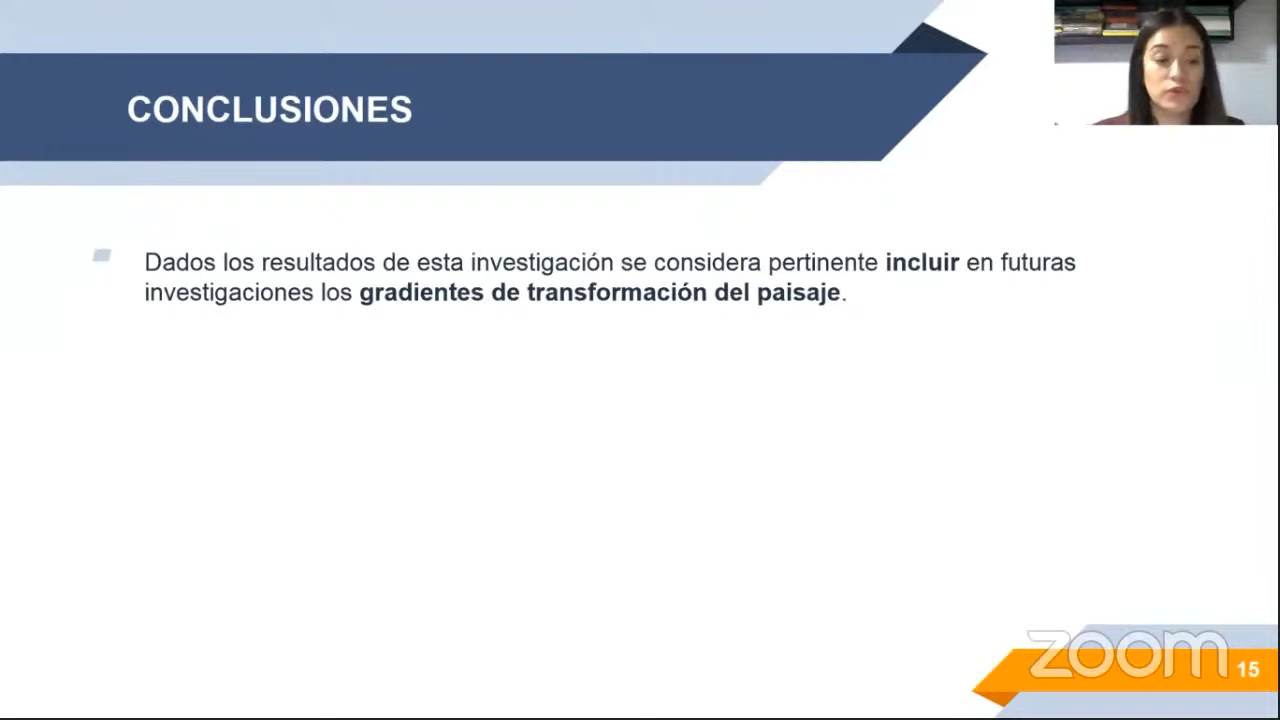 CONCLUSIONES
Dados los resultados de esta investigación se considera pertinente incluir en futuras
investigaciones los gradientes de transformación del paisaje.
zoom
15